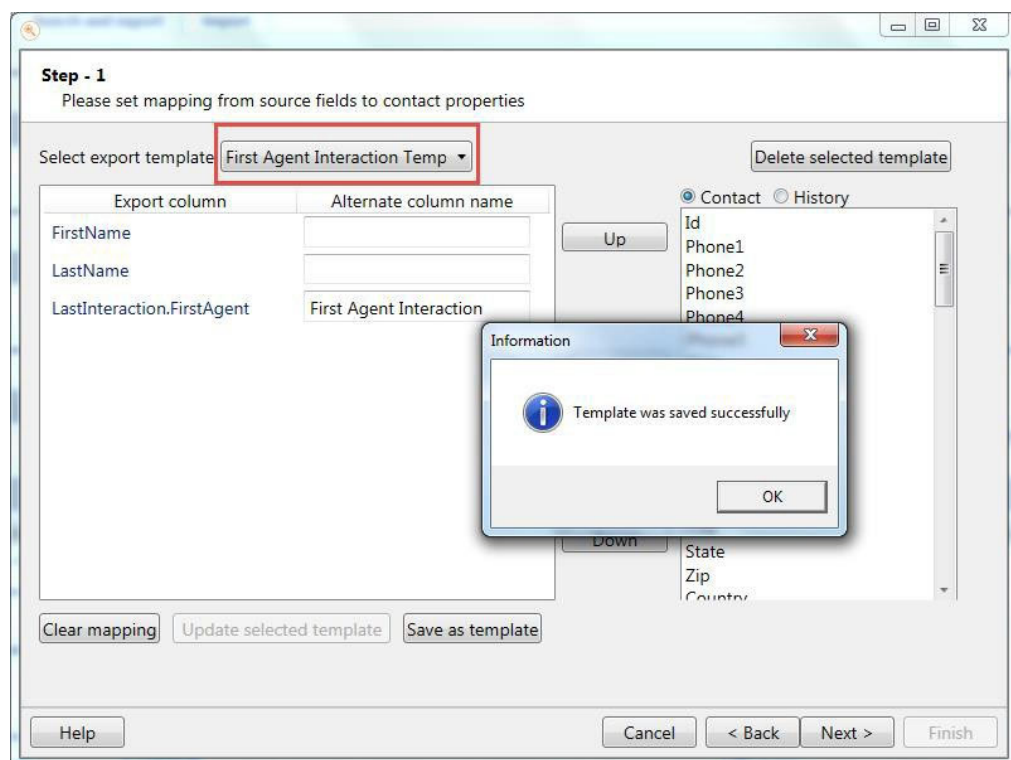 Step - 1
Please set mapping from source fields to contact properties
Select export template First Agent Interaction Temp
Delete selected template
Export column Alternate column name
Contact History
FirstName
LastName
LastInteraction.FirstAgent First Agent Interaction
Up
Id
Phone1
Phone2
Phone3
Phone4
Information
Template was saved successfully
OK
Down
State
Zip
Country
Clear mapping Update selected template Save as template
Help Cancel < Back Next > Finish